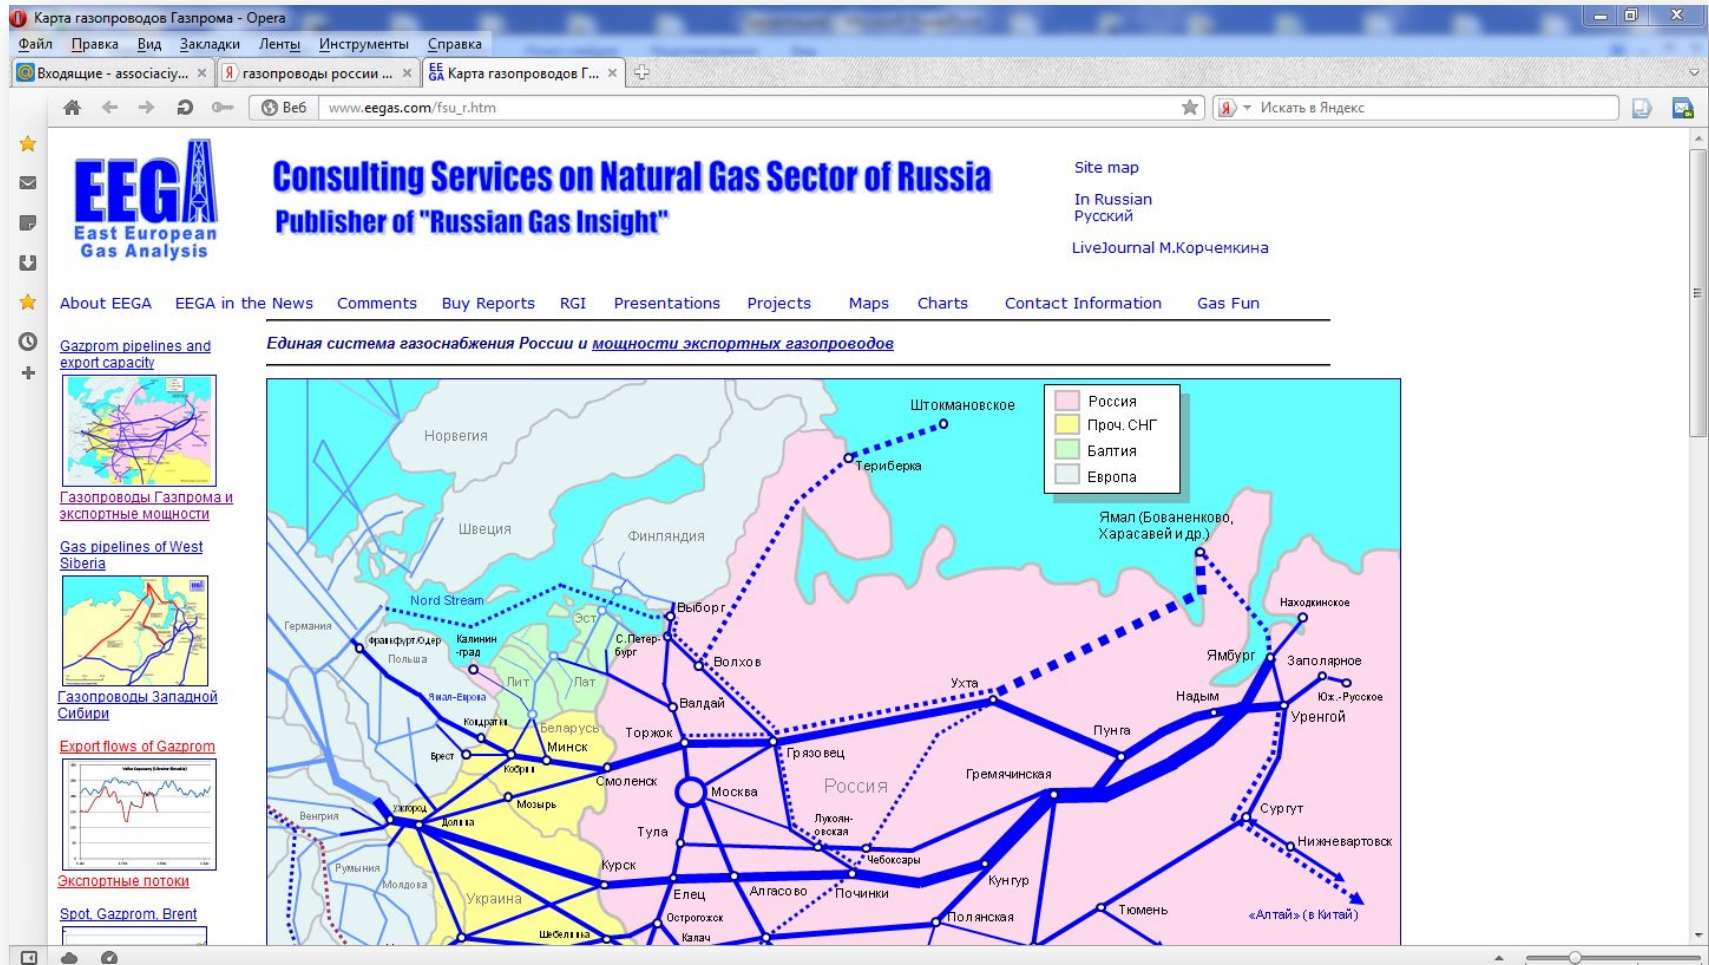 Карта газопроводов Газпрома - Opera
Файл Правка Вид Закладки Ленты Инструменты Справка
Входящие - associaciy... газопроводы россии ... Карта газопроводов Г...
Веб www.eegas.com/fsu_r.htm Искать в Яндекс
EEGA
East European
Gas Analysis
Consulting Services on Natural Gas Sector of Russia
Publisher of "Russian Gas Insight"
Site map
In Russian
Русский
LiveJournal М.Корчемкина
About EEGA EEGA in the News Comments Buy Reports RGI Presentations Projects Maps Charts Contact Information Gas Fun
Gazprom pipelines and
export capacity
Газопроводы Газпрома и
экспортные мощности
Gas pipelines of West
Siberia
Газопроводы Западной
Сибири
Export flows of Gazprom
Экспортные потоки
Spot, Gazprom, Brent
Единая система газоснабжения России и мощности экспортных газопроводов
Россия
Проч. СНГ
Балтия
Европа
Штокмановское
Териберка
Норвегия
Швеция
Финляндия
Ямал (Бованенково,
Харасавей и др.)
Находкинское
Nord Stream
Выборг
Германия
Франкфурт/Одер
Калинин
-град
Эст
С.Петер-
бург
Волхов
Ямбург
Заполярное
Польша
Лит
Лат
Ухта
Надым
Юж.-Русское
Ямал-Европа
Валдай
Уренгой
Кондратки
Беларусь
Торжок
Пунга
Брест
Минск
Грязовец
Кобрин
Смоленск
Россия
Гремячинская
Москва
Ужгород
Мозырь
Сургут
Венгрия
Долина
Тула
Лукоян-
овская
Нижневартовск
Чебоксары
Румыния
Курск
Молдова
Украина
Елец
Алгасово
Починки
Кунгур
Острогожск
Полянская
Тюмень
«Алтай» (в Китай)
Шебелинка
Калач